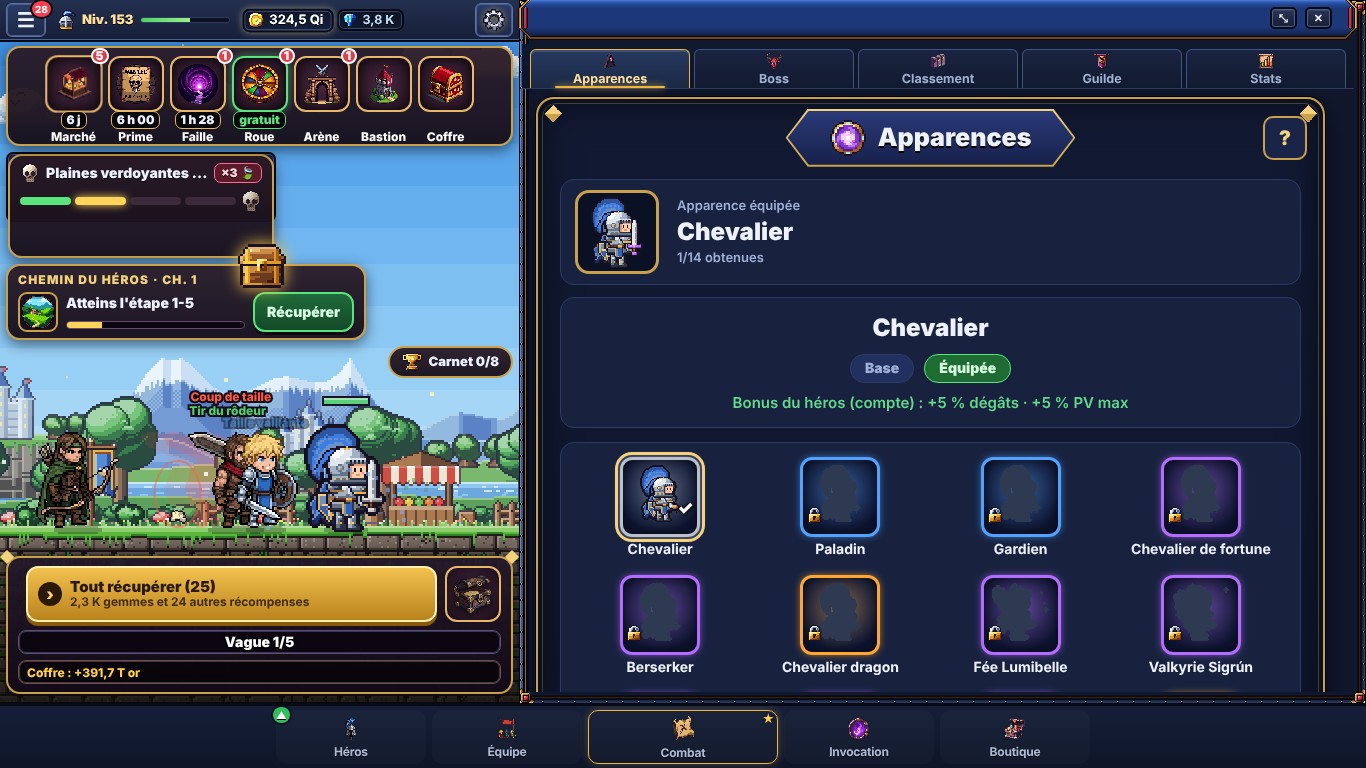 28
Niv. 153
324,5 Qi
3,8 K
5
1
1
1
6 j
6 h 00
1 h 28
gratuit
Marché
Prime
Faille
Roue
Arène
Bastion
Coffre
Plaines verdoyantes ...
×3
CHEMIN DU HÉROS · CH. 1
Atteins l'étape 1-5
Récupérer
Carnet 0/8
Coup de taille
Tir du rôdeur
Tout récupérer (25)
2,3 K gemmes et 24 autres récompenses
Vague 1/5
Coffre : +391,7 T or
Apparences
Boss
Classement
Guilde
Stats
Apparences
?
Apparence équipée
Chevalier
1/14 obtenues
Chevalier
Base
Équipée
Bonus du héros (compte) : +5 % dégâts · +5 % PV max
Chevalier
Paladin
Gardien
Chevalier de fortune
Berserker
Chevalier dragon
Fée Lumibelle
Valkyrie Sigrún
Héros
Équipe
Combat
Invocation
Boutique